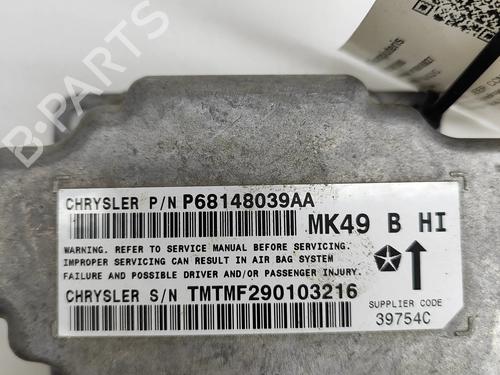 CHRYSLER P/N P68148039AA
MK49 B HI
WARNING. REFER TO SERVICE MANUAL BEFORE SERVICING.
IMPROPER SERVICING CAN RESULT IN AIR BAG SYSTEM
FAILURE AND POSSIBLE DRIVER AND/OR PASSENGER INJURY.
CHRYSLER S/N TMTMF290103216
SUPPLIER CODE
39754C